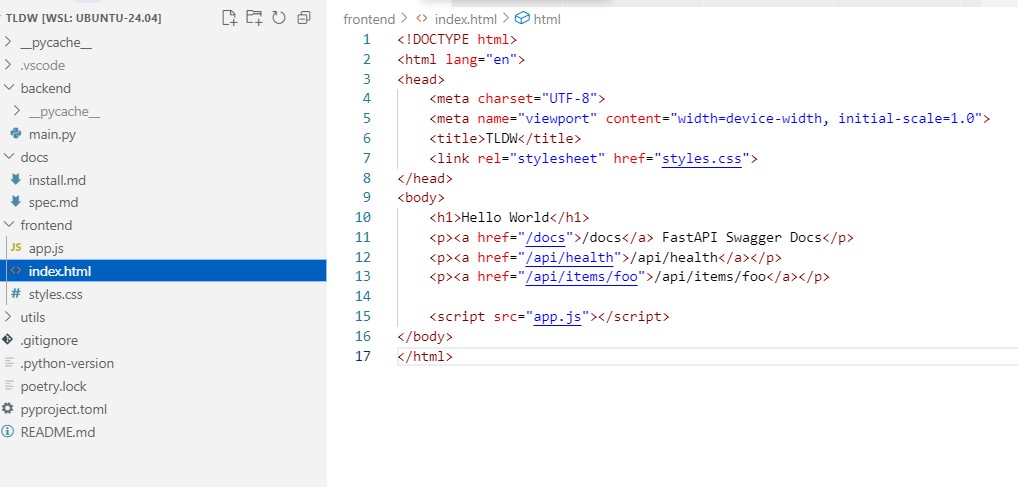 TLDW [WSL: UBUNTU-24.04]
__pycache__
.vscode
backend
__pycache__
main.py
docs
install.md
spec.md
frontend
JS app.js
<> index.html
# styles.css
utils
.gitignore
.python-version
poetry.lock
pyproject.toml
README.md
frontend > <> index.html > html
1 <!DOCTYPE html>
2 <html lang="en">
3 <head>
4     <meta charset="UTF-8">
5     <meta name="viewport" content="width=device-width, initial-scale=1.0">
6     <title>TLDW</title>
7     <link rel="stylesheet" href="styles.css">
8 </head>
9 <body>
10     <h1>Hello World</h1>
11     <p><a href="/docs">/docs</a> FastAPI Swagger Docs</p>
12     <p><a href="/api/health">/api/health</a></p>
13     <p><a href="/api/items/foo">/api/items/foo</a></p>
14
15     <script src="app.js"></script>
16 </body>
17 </html>